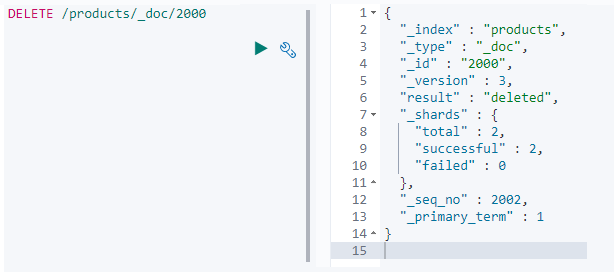 DELETE /products/_doc/2000
1 {
2 "_index" : "products",
3 "_type" : "_doc",
4 "_id" : "2000",
5 "_version" : 3,
6 "result" : "deleted",
7 "_shards" : {
8 "total" : 2,
9 "successful" : 2,
10 "failed" : 0
11 },
12 "_seq_no" : 2002,
13 "_primary_term" : 1
14 }
15